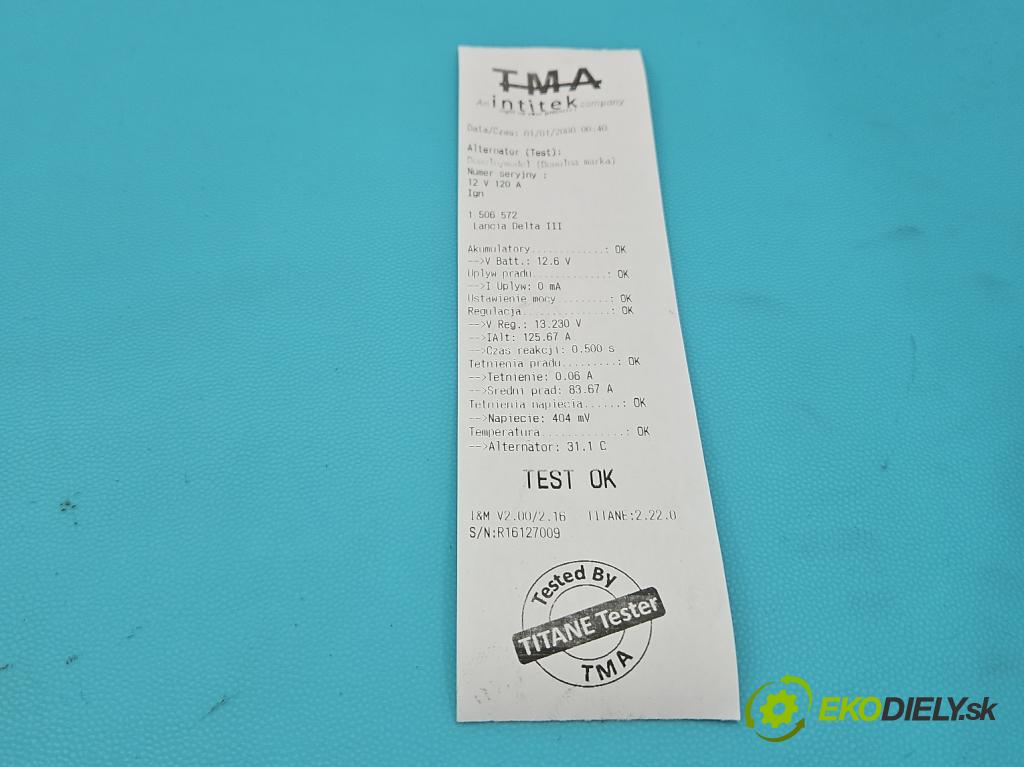 TMA
An intitek company
Data/Czas: 01/01/2000 00:40
Alternator (Test):
(Dowolna marka)
Numer seryjny :
12 V 120 A
Ign
1 506 572
Lancia Delta III
Akumulatory............: OK
-->V Batt.: 12.6 V
Uplyw pradu............: OK
-->I Uplyw: 0 mA
Ustawienie mocy........: OK
Regulacja..............: OK
-->V Reg.: 13.230 V
-->IAlt: 125.67 A
-->Czas reakcji: 0.500 s
Tetnienia pradu.........: OK
-->Tetnienie: 0.06 A
-->Sredni prad: 83.67 A
Tetnienia napiecia......: OK
-->Napiecie: 404 mV
Temperatura.............: OK
-->Alternator: 31.1 C
TEST OK
I&M V2.00/2.16 TITANE:2.22.0
S/N:R16127009
Tested By
TITANE Tester
TMA
EKODIELY.sk